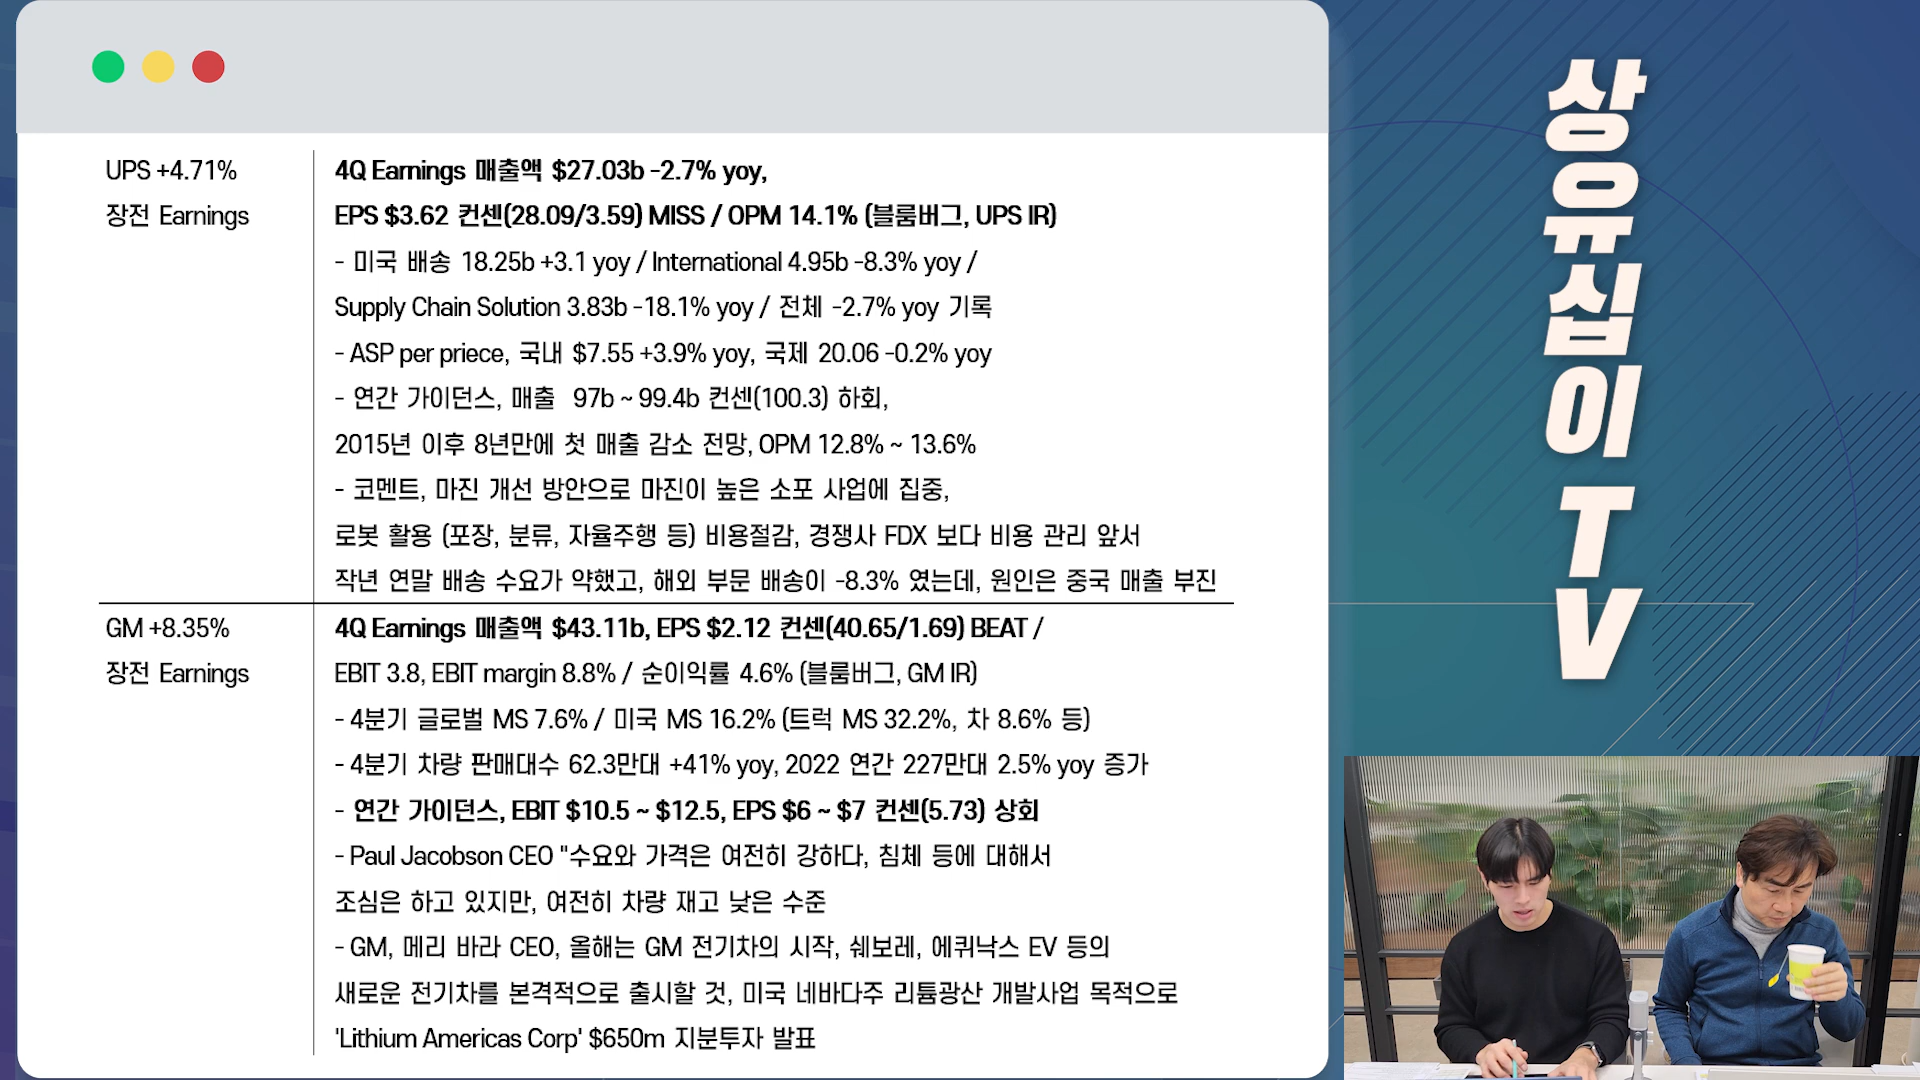 UPS +4.71%
장전 Earnings
4Q Earnings 매출액 $27.03b -2.7% yoy,
EPS $3.62 컨센(28.09/3.59) MISS / OPM 14.1% (블룸버그, UPS IR)
- 미국 배송 18.25b +3.1 yoy / International 4.95b -8.3% yoy /
Supply Chain Solution 3.83b -18.1% yoy / 전체 -2.7% yoy 기록
- ASP per priece, 국내 $7.55 +3.9% yoy, 국제 20.06 -0.2% yoy
- 연간 가이던스, 매출 97b ~ 99.4b 컨센(100.3) 하회,
2015년 이후 8년만에 첫 매출 감소 전망, OPM 12.8% ~ 13.6%
- 코멘트, 마진 개선 방안으로 마진이 높은 소포 사업에 집중,
로봇 활용 (포장, 분류, 자율주행 등) 비용절감, 경쟁사 FDX 보다 비용 관리 앞서
작년 연말 배송 수요가 약했고, 해외 부문 배송이 -8.3% 였는데, 원인은 중국 매출 부진
GM +8.35%
장전 Earnings
4Q Earnings 매출액 $43.11b, EPS $2.12 컨센(40.65/1.69) BEAT /
EBIT 3.8, EBIT margin 8.8% / 순이익률 4.6% (블룸버그, GM IR)
- 4분기 글로벌 MS 7.6% / 미국 MS 16.2% (트럭 MS 32.2%, 차 8.6% 등)
- 4분기 차량 판매대수 62.3만대 +41% yoy, 2022 연간 227만대 2.5% yoy 증가
- 연간 가이던스, EBIT $10.5 ~ $12.5, EPS $6 ~ $7 컨센(5.73) 상회
- Paul Jacobson CEO "수요와 가격은 여전히 강하다, 침체 등에 대해서
조심은 하고 있지만, 여전히 차량 재고 낮은 수준
- GM, 메리 바라 CEO, 올해는 GM 전기차의 시작, 쉐보레, 에퀴낙스 EV 등의
새로운 전기차를 본격적으로 출시할 것, 미국 네바다주 리튬광산 개발사업 목적으로
'Lithium Americas Corp' $650m 지분투자 발표
상유십이 TV